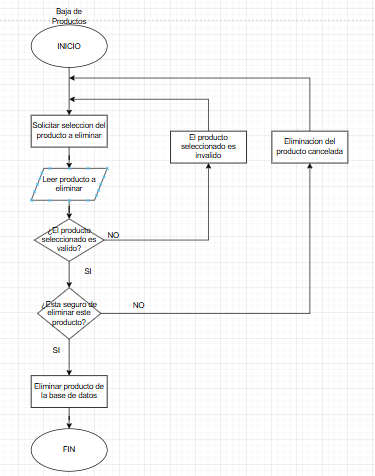 Baja de
Productos
INICIO
Solicitar seleccion del
producto a eliminar
El producto
seleccionado es
invalido
Eliminacion del
producto cancelada
Leer producto a
eliminar
¿El producto
seleccionado es
valido?
NO
SI
¿Esta seguro de
eliminar este
producto?
NO
SI
Eliminar producto de
la base de datos
FIN